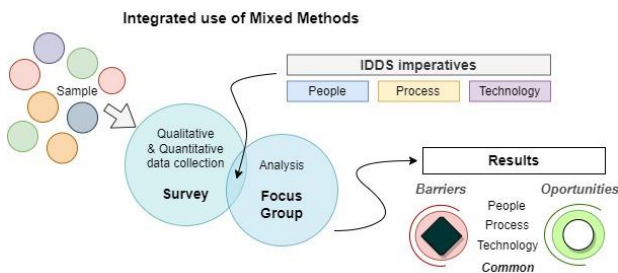 Integrated use of Mixed Methods
Sample
IDDS imperatives
People
Process
Technology
Qualitative
& Quantitative
data collection
Survey
Analysis
Focus
Group
Results
Barriers
Oportunities
People
Process
Technology
Common